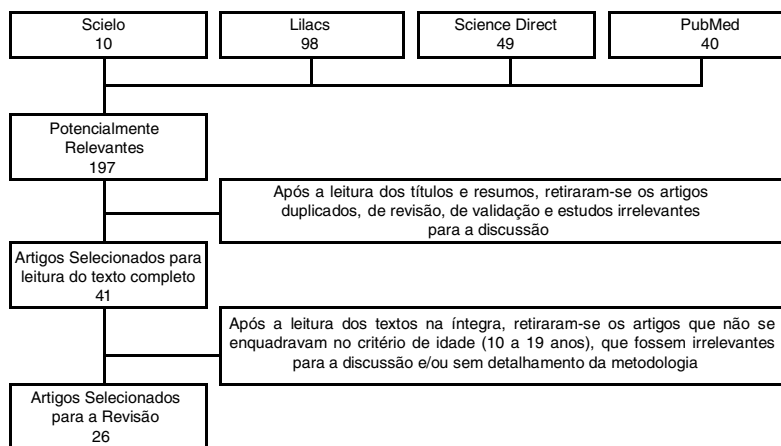 Scielo
10
Lilacs
98
Science Direct
49
PubMed
40
Potencialmente
Relevantes
197
Após a leitura dos títulos e resumos, retiraram-se os artigos
duplicados, de revisão, de validação e estudos irrelevantes
para a discussão
Artigos Selecionados para
leitura do texto completo
41
Após a leitura dos textos na íntegra, retiraram-se os artigos que não se
enquadravam no critério de idade (10 a 19 anos), que fossem irrelevantes
para a discussão e/ou sem detalhamento da metodologia
Artigos Selecionados
para a Revisão
26